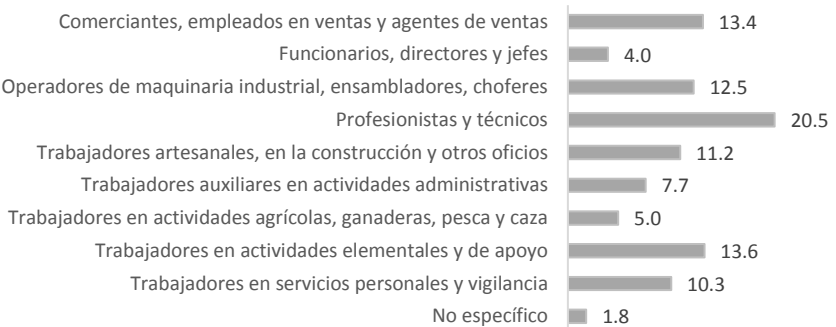 Comerciantes, empleados en ventas y agentes de ventas 13.4
Funcionarios, directores y jefes 4.0
Operadores de maquinaria industrial, ensambladores, choferes 12.5
Profesionistas y técnicos 20.5
Trabajadores artesanales, en la construcción y otros oficios 11.2
Trabajadores auxiliares en actividades administrativas 7.7
Trabajadores en actividades agrícolas, ganaderas, pesca y caza 5.0
Trabajadores en actividades elementales y de apoyo 13.6
Trabajadores en servicios personales y vigilancia 10.3
No específico 1.8